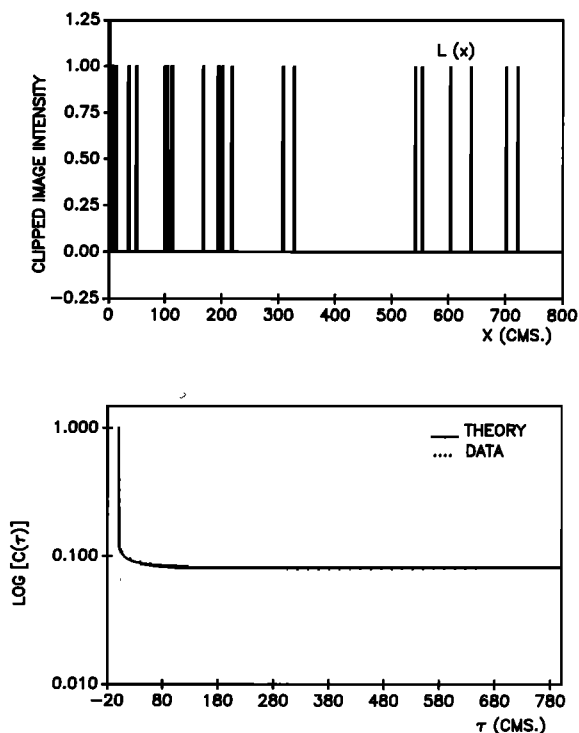 1.25
1.00
0.75
0.50
0.25
0.00
-0.25
CLIPPED IMAGE INTENSITY
L (x)
0 100 200 300 400 500 600 700 800
X (CMS.)
1.000
0.100
0.010
LOG [C(τ)]
THEORY
DATA
-20 80 180 280 380 480 580 680 780
τ (CMS.)